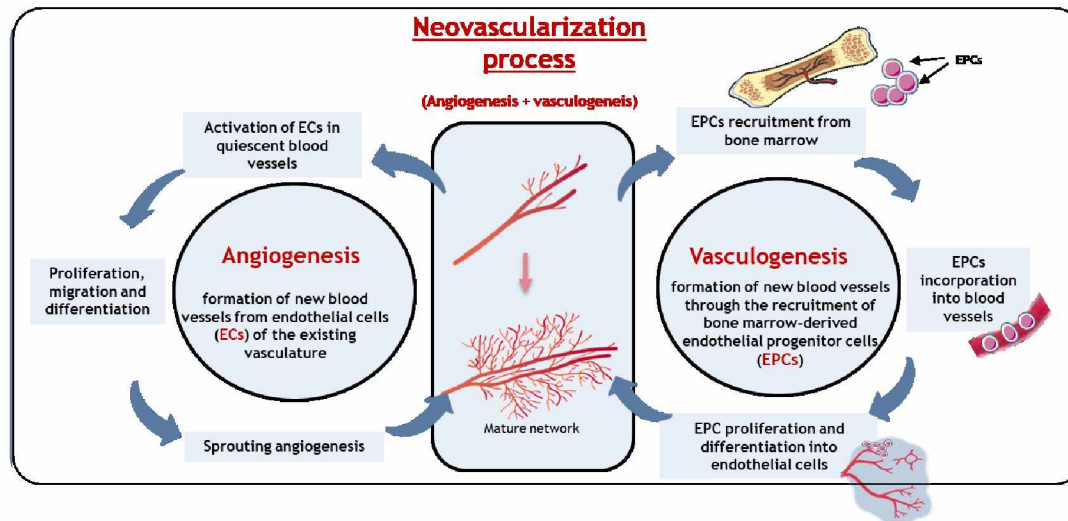 Neovascularization
process
(Angiogenesis + vasculogeneis)
EPCs
Activation of ECs in
quiescent blood
vessels
EPCs recruitment from
bone marrow
Angiogenesis
formation of new blood
vessels from endothelial cells
(ECs) of the existing
vasculature
Vasculogenesis
formation of new blood vessels
through the recruitment of
bone marrow-derived
endothelial progenitor cells
(EPCs)
Proliferation,
migration and
differentiation
EPCs
incorporation
into blood
vessels
Sprouting angiogenesis
Mature network
EPC proliferation and
differentiation into
endothelial cells